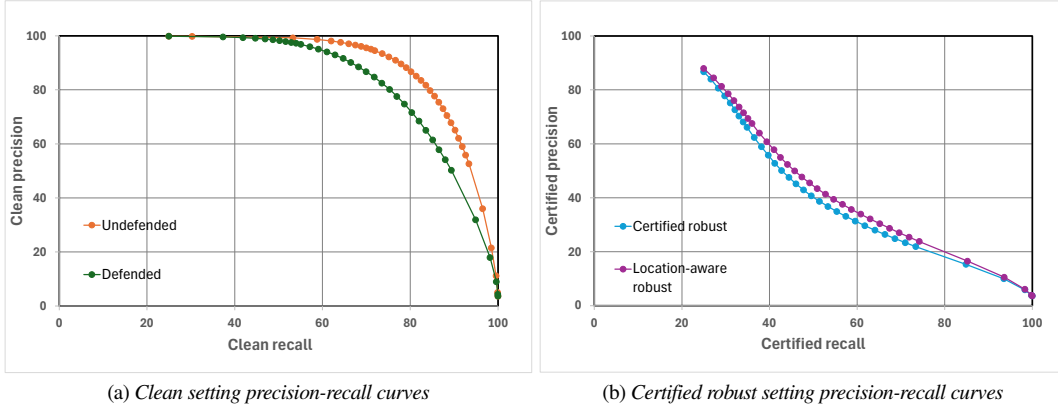 100
80
60
40
20
0
Clean precision
Undefended
Defended
0 20 40 60 80 100
Clean recall
(a) Clean setting precision-recall curves
100
80
60
40
20
0
Certified precision
Certified robust
Location-aware
robust
0 20 40 60 80 100
Certified recall
(b) Certified robust setting precision-recall curves